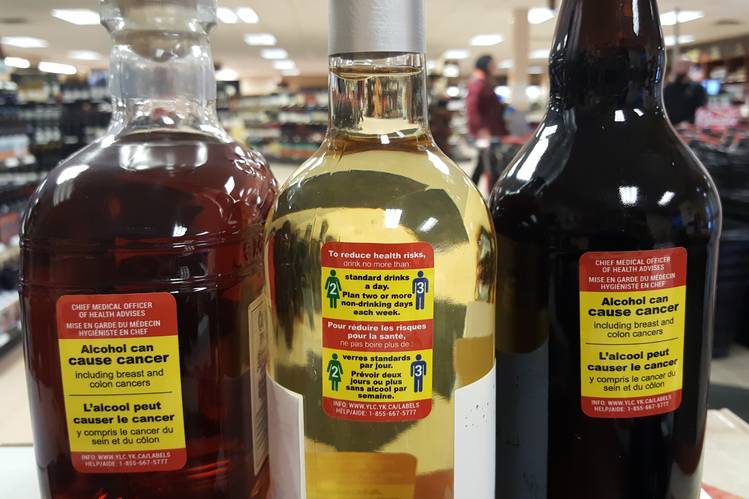 CHIEF MEDICAL OFFICER
OF HEALTH ADVISES
MISE EN GARDE DU MÉDECIN
HYGIÉNISTE EN CHEF
Alcohol can
cause cancer
including breast and
colon cancers
L'alcool peut
causer le cancer
y compris le cancer du
sein et du côlon
INFO: WWW.YLC.YK.CA/LABELS
HELP/AIDE: 1-855-667-5777
To reduce health risks,
drink no more than:
2 standard drinks 3
a day.
Plan two or more
non-drinking days
each week.
Pour réduire les risques
pour la santé,
ne pas boire plus de :
2 verres standards 3
par jour.
Prévoir deux
jours ou plus
sans alcool par
semaine.
INFO: WWW.YLC.YK.CA/LABELS
HELP/AIDE: 1-855-667-5777
CHIEF MEDICAL OFFICER
OF HEALTH ADVISES
MISE EN GARDE DU MÉDECIN
HYGIÉNISTE EN CHEF
Alcohol can
cause cancer
including breast and
colon cancers
L'alcool peut
causer le cancer
y compris le cancer du
sein et du côlon
INFO: WWW.YLC.YK.CA/LABELS
HELP/AIDE: 1-855-667-5777